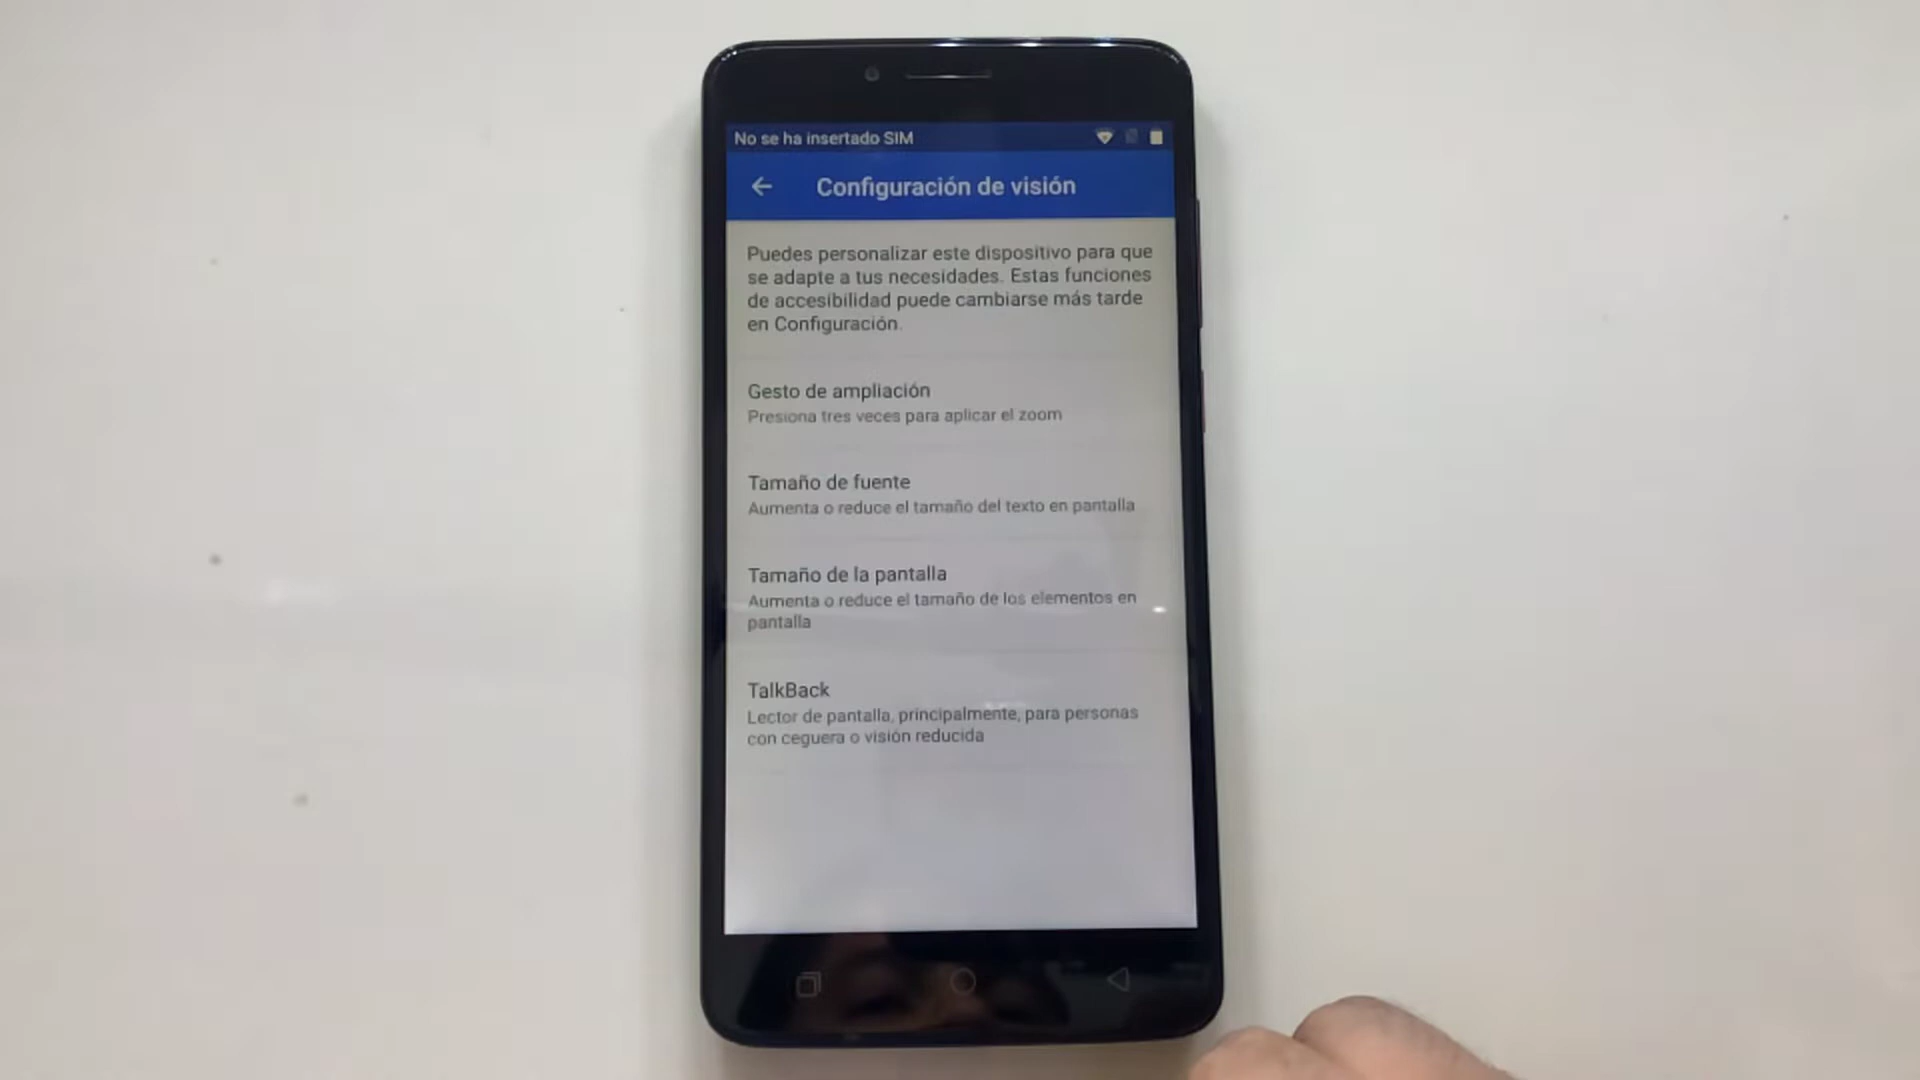 No se ha insertado SIM
Configuración de visión
Puedes personalizar este dispositivo para que
se adapte a tus necesidades. Estas funciones
de accesibilidad puede cambiarse más tarde
en Configuración.
Gesto de ampliación
Presiona tres veces para aplicar el zoom
Tamaño de fuente
Aumenta o reduce el tamaño del texto en pantalla
Tamaño de la pantalla
Aumenta o reduce el tamaño de los elementos en
pantalla
TalkBack
Lector de pantalla, principalmente, para personas
con ceguera o visión reducida